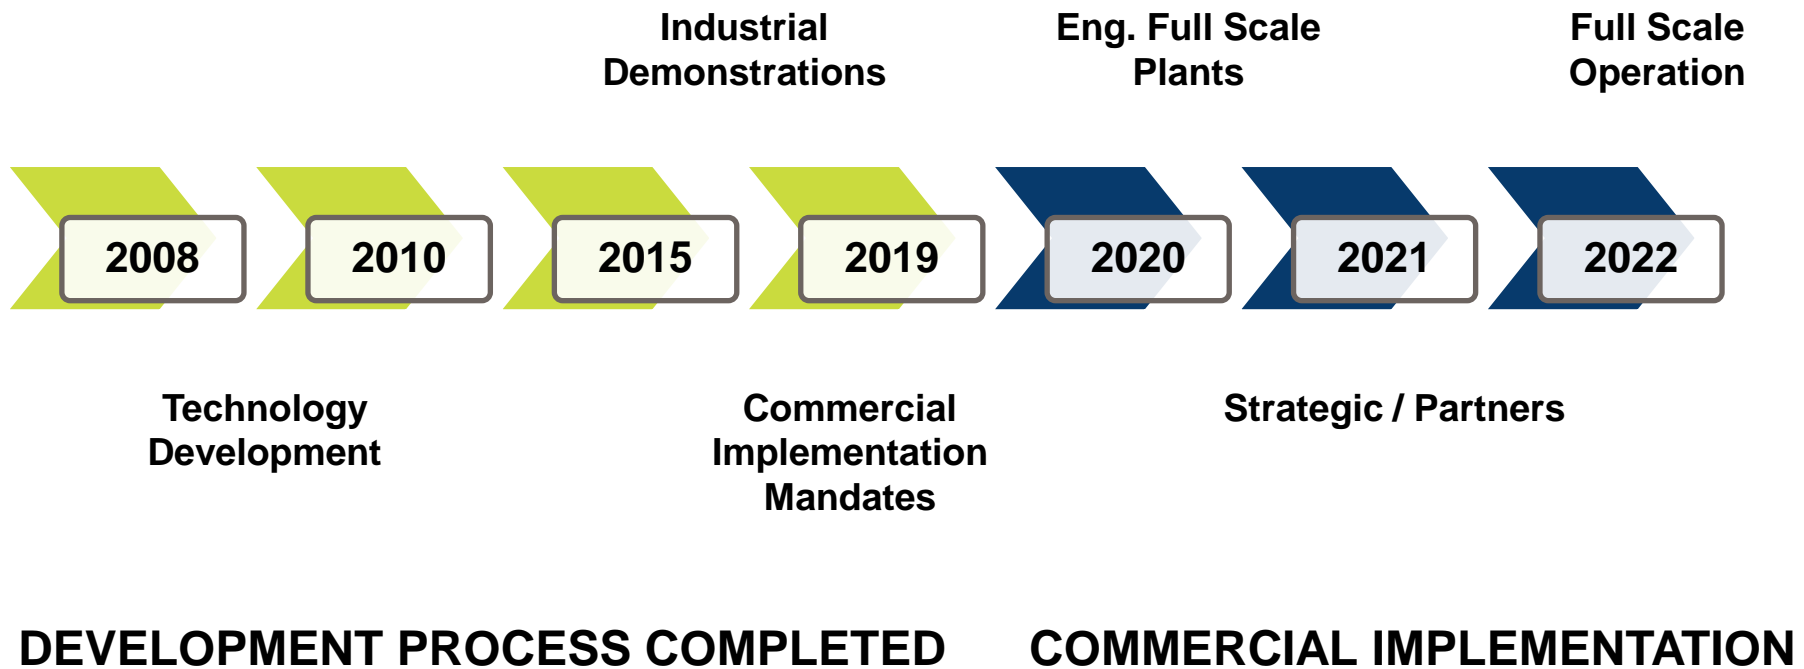 Industrial
Demonstrations
Eng. Full Scale
Plants
Full Scale
Operation
2008
2010
2015
2019
2020
2021
2022
Technology
Development
Commercial
Implementation
Mandates
Strategic / Partners
DEVELOPMENT PROCESS COMPLETED
COMMERCIAL IMPLEMENTATION